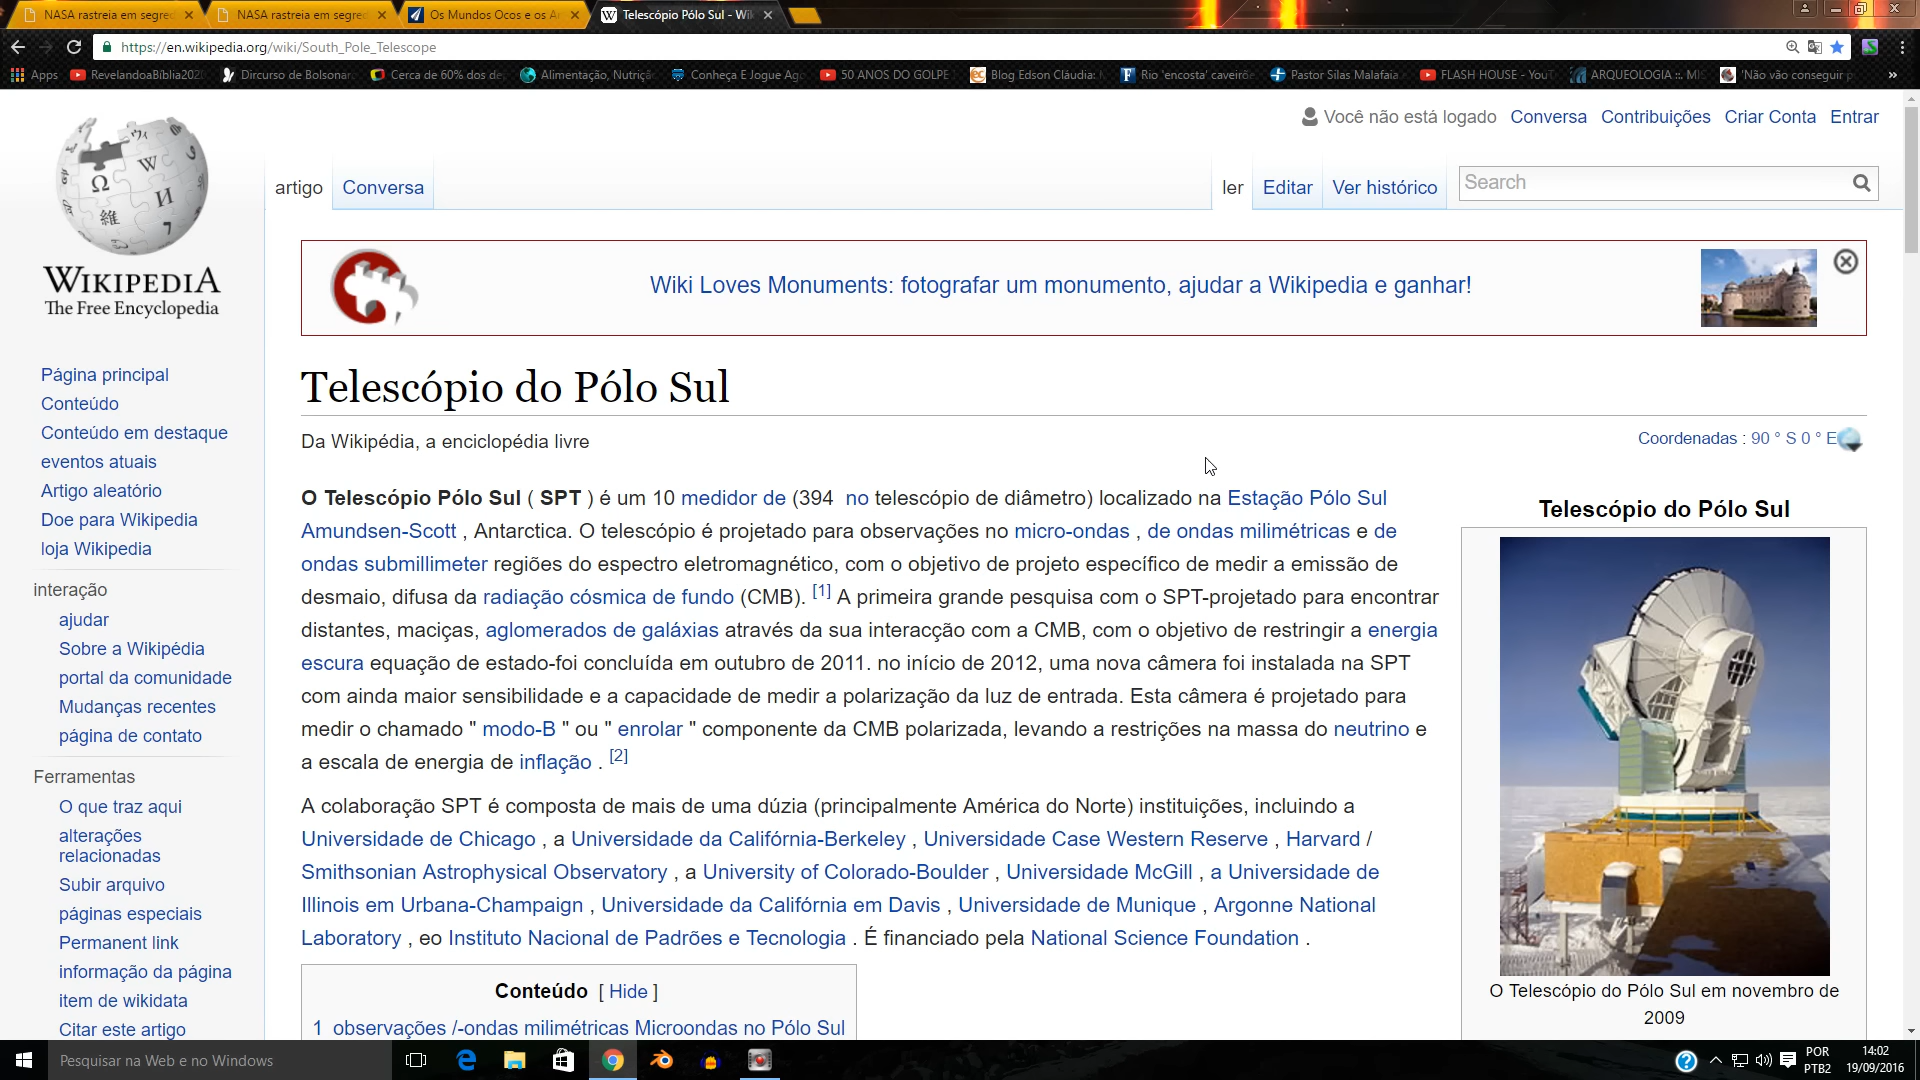 NASA rastreia em segred
NASA rastreia em segred
Os Mundos Ocos e os A
Telescópio Pólo Sul - Wik
https://en.wikipedia.org/wiki/South_Pole_Telescope
Apps
RevelandoaBíblia202
Dircurso de Bolsonar
Cerca de 60% dos de
Alimentação, Nutriçã
Conheça E Jogue Ag
50 ANOS DO GOLPE
Blog Edson Cláudia:
Rio 'encosta' caveirõe
Pastor Silas Malafaia
FLASH HOUSE - YouT
ARQUEOLOGIA ::. MIS
'Não vão conseguir p
Você não está logado Conversa Contribuições Criar Conta Entrar
artigo Conversa ler Editar Ver histórico Search
WIKIPEDIA
The Free Encyclopedia
Wiki Loves Monuments: fotografar um monumento, ajudar a Wikipedia e ganhar!
Página principal
Conteúdo
Conteúdo em destaque
eventos atuais
Artigo aleatório
Doe para Wikipedia
loja Wikipedia
interação
ajudar
Sobre a Wikipédia
portal da comunidade
Mudanças recentes
página de contato
Ferramentas
O que traz aqui
alterações
relacionadas
Subir arquivo
páginas especiais
Permanent link
informação da página
item de wikidata
Citar este artigo
Telescópio do Pólo Sul
Da Wikipédia, a enciclopédia livre
Coordenadas : 90 ° S 0 ° E
O Telescópio Pólo Sul ( SPT ) é um 10 medidor de (394 no telescópio de diâmetro) localizado na Estação Pólo Sul
Amundsen-Scott , Antarctica. O telescópio é projetado para observações no micro-ondas , de ondas milimétricas e de
ondas submillimeter regiões do espectro eletromagnético, com o objetivo de projeto específico de medir a emissão de
desmaio, difusa da radiação cósmica de fundo (CMB). [1] A primeira grande pesquisa com o SPT-projetado para encontrar
distantes, maciças, aglomerados de galáxias através da sua interacção com a CMB, com o objetivo de restringir a energia
escura equação de estado-foi concluída em outubro de 2011. no início de 2012, uma nova câmera foi instalada na SPT
com ainda maior sensibilidade e a capacidade de medir a polarização da luz de entrada. Esta câmera é projetado para
medir o chamado " modo-B " ou " enrolar " componente da CMB polarizada, levando a restrições na massa do neutrino e
a escala de energia de inflação . [2]
A colaboração SPT é composta de mais de uma dúzia (principalmente América do Norte) instituições, incluindo a
Universidade de Chicago , a Universidade da Califórnia-Berkeley , Universidade Case Western Reserve , Harvard /
Smithsonian Astrophysical Observatory , a University of Colorado-Boulder , Universidade McGill , a Universidade de
Illinois em Urbana-Champaign , Universidade da Califórnia em Davis , Universidade de Munique , Argonne National
Laboratory , eo Instituto Nacional de Padrões e Tecnologia . É financiado pela National Science Foundation .
Conteúdo [ Hide ]
1 observações /-ondas milimétricas Microondas no Pólo Sul
Telescópio do Pólo Sul
O Telescópio do Pólo Sul em novembro de
2009
Pesquisar na Web e no Windows
POR
PTB2
14:02
19/09/2016